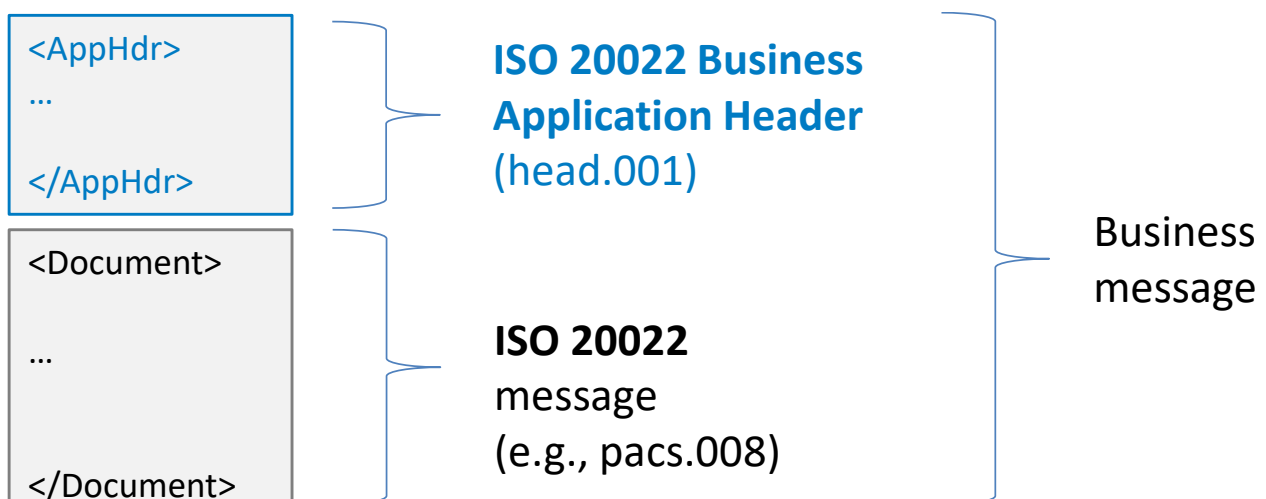 <AppHdr>
…
</AppHdr>
ISO 20022 Business
Application Header
(head.001)
<Document>
…
</Document>
ISO 20022
message
(e.g., pacs.008)
Business
message